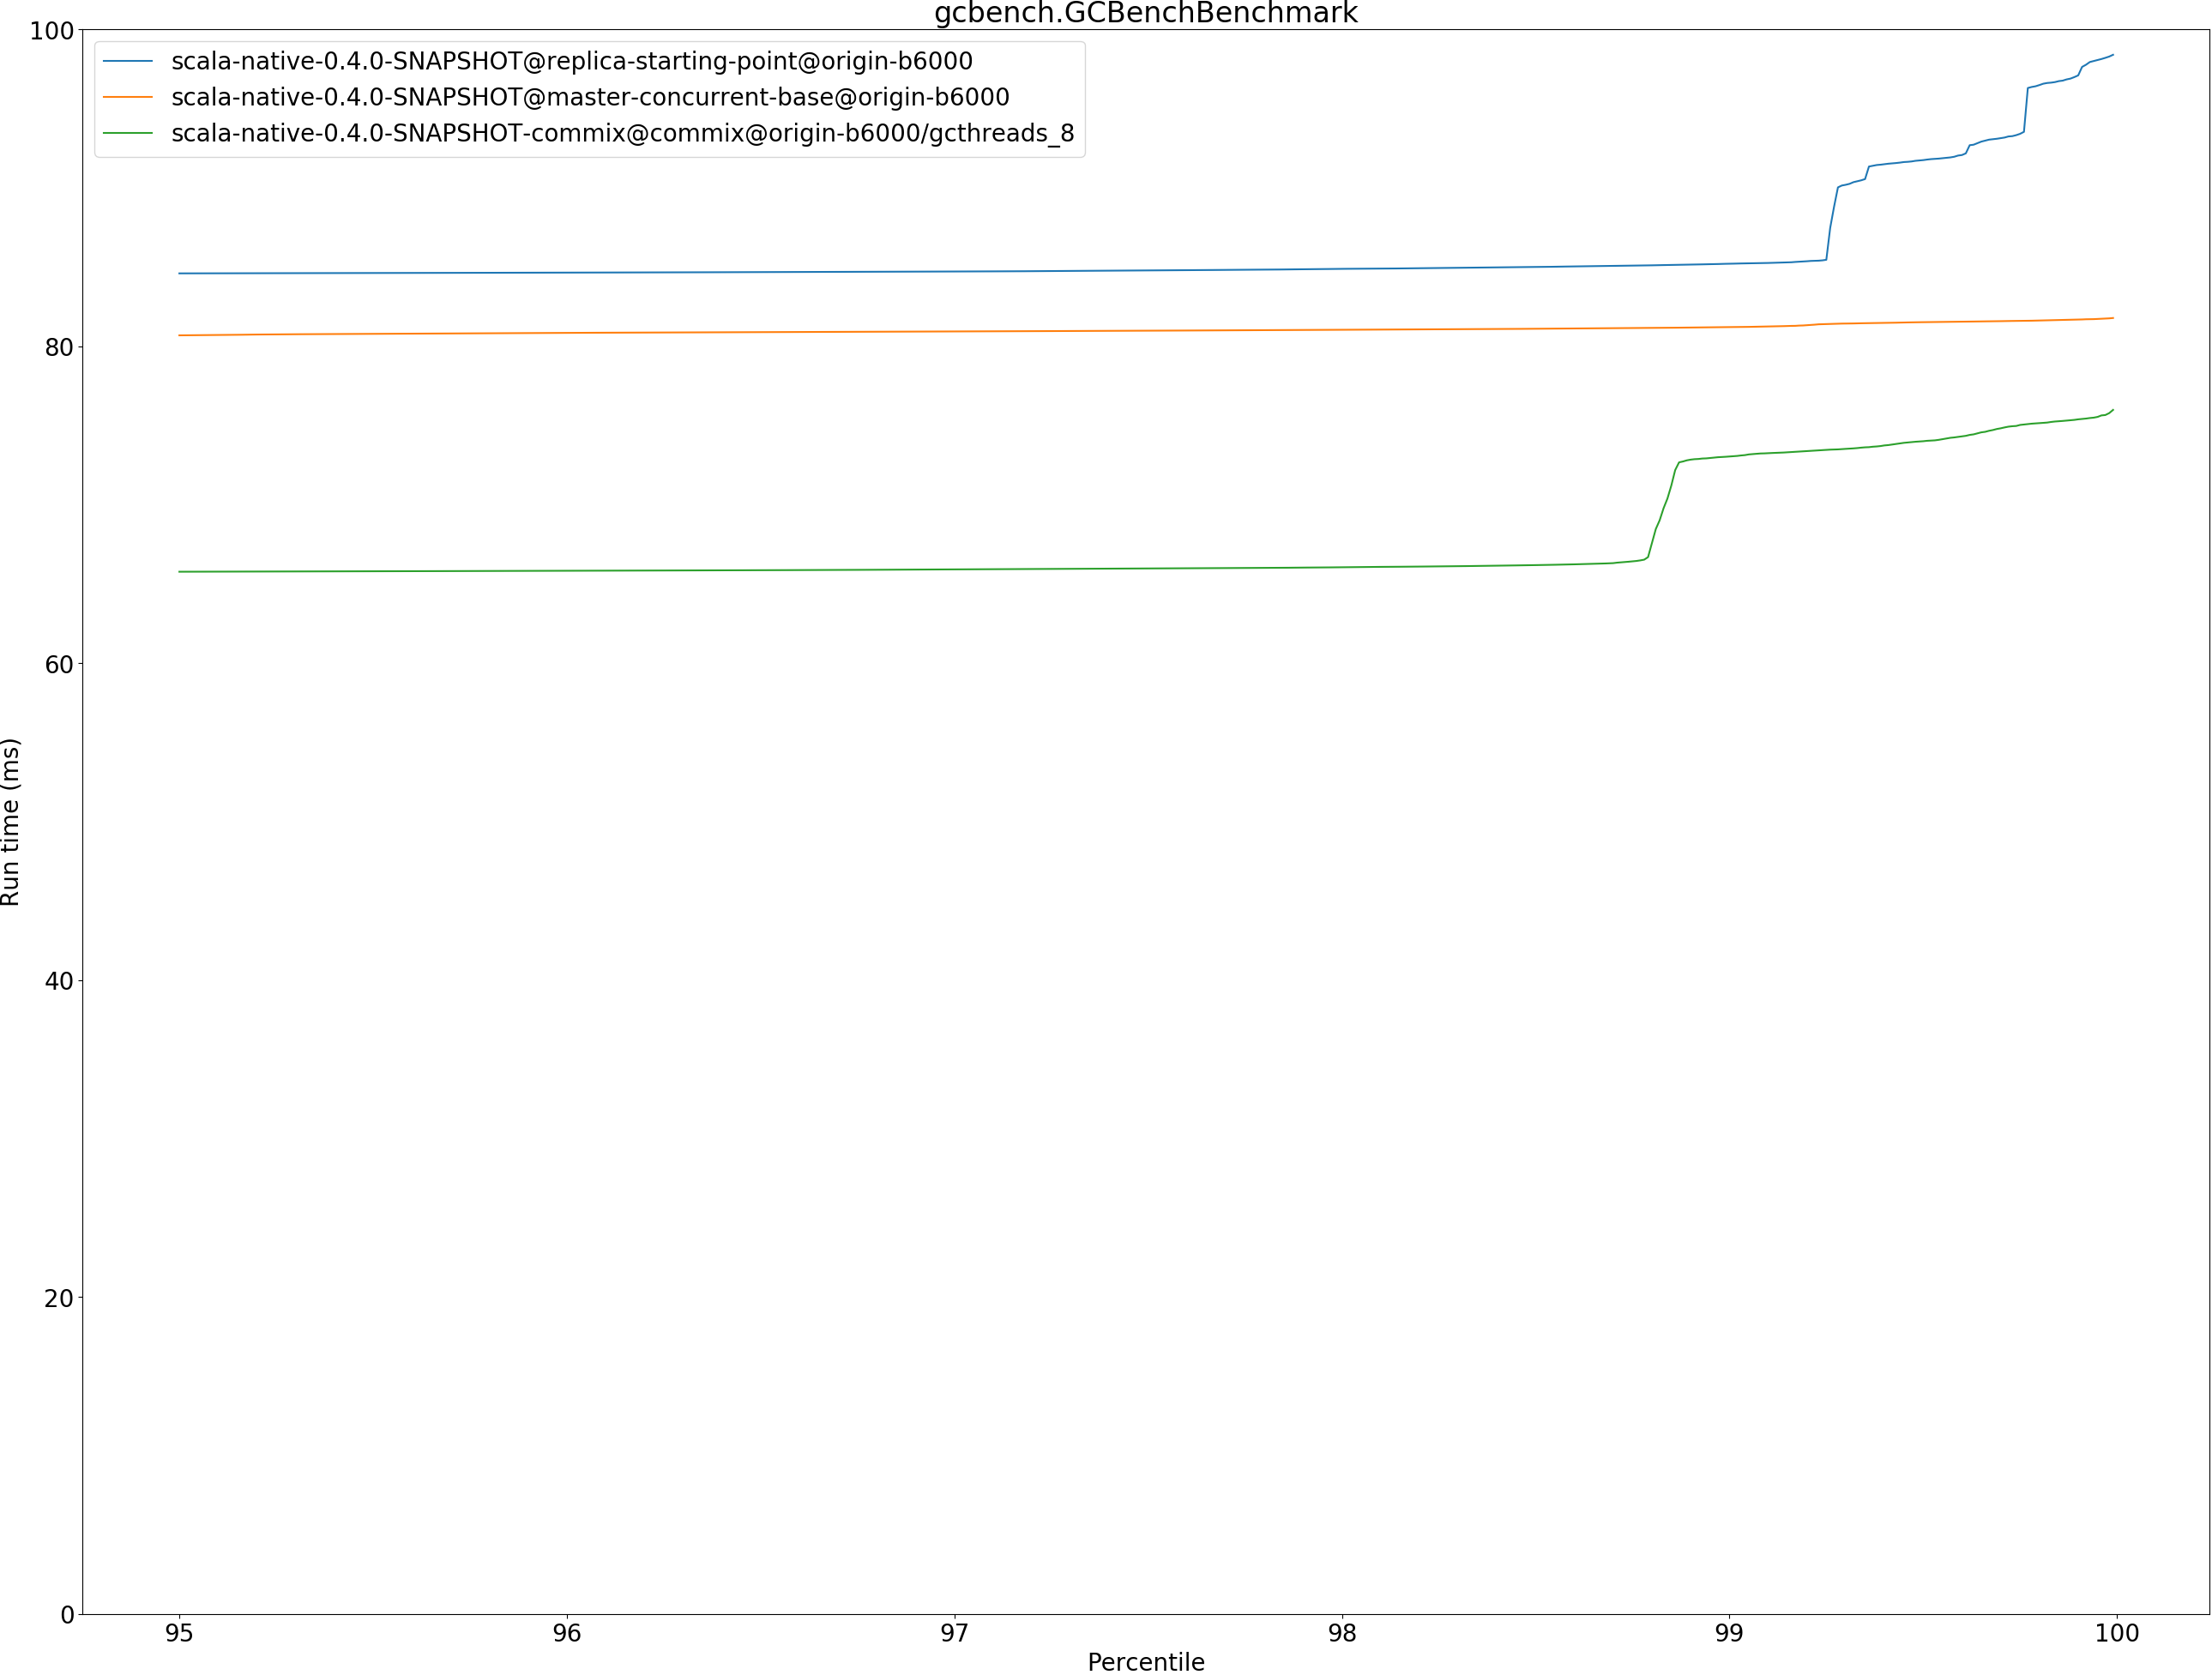 gcbench.GCBenchBenchmark
scala-native-0.4.0-SNAPSHOT@replica-starting-point@origin-b6000
scala-native-0.4.0-SNAPSHOT@master-concurrent-base@origin-b6000
scala-native-0.4.0-SNAPSHOT-commix@commix@origin-b6000/gcthreads_8
100
80
60
40
20
0
Run time (ms)
95 96 97 98 99 100
Percentile